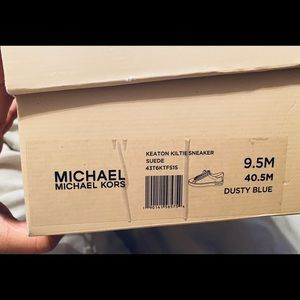 KEATON KILTIE SNEAKER
SUEDE
43T6KTFS1S
MICHAEL
MICHAEL KORS
9.5M
40.5M
DUSTY BLUE